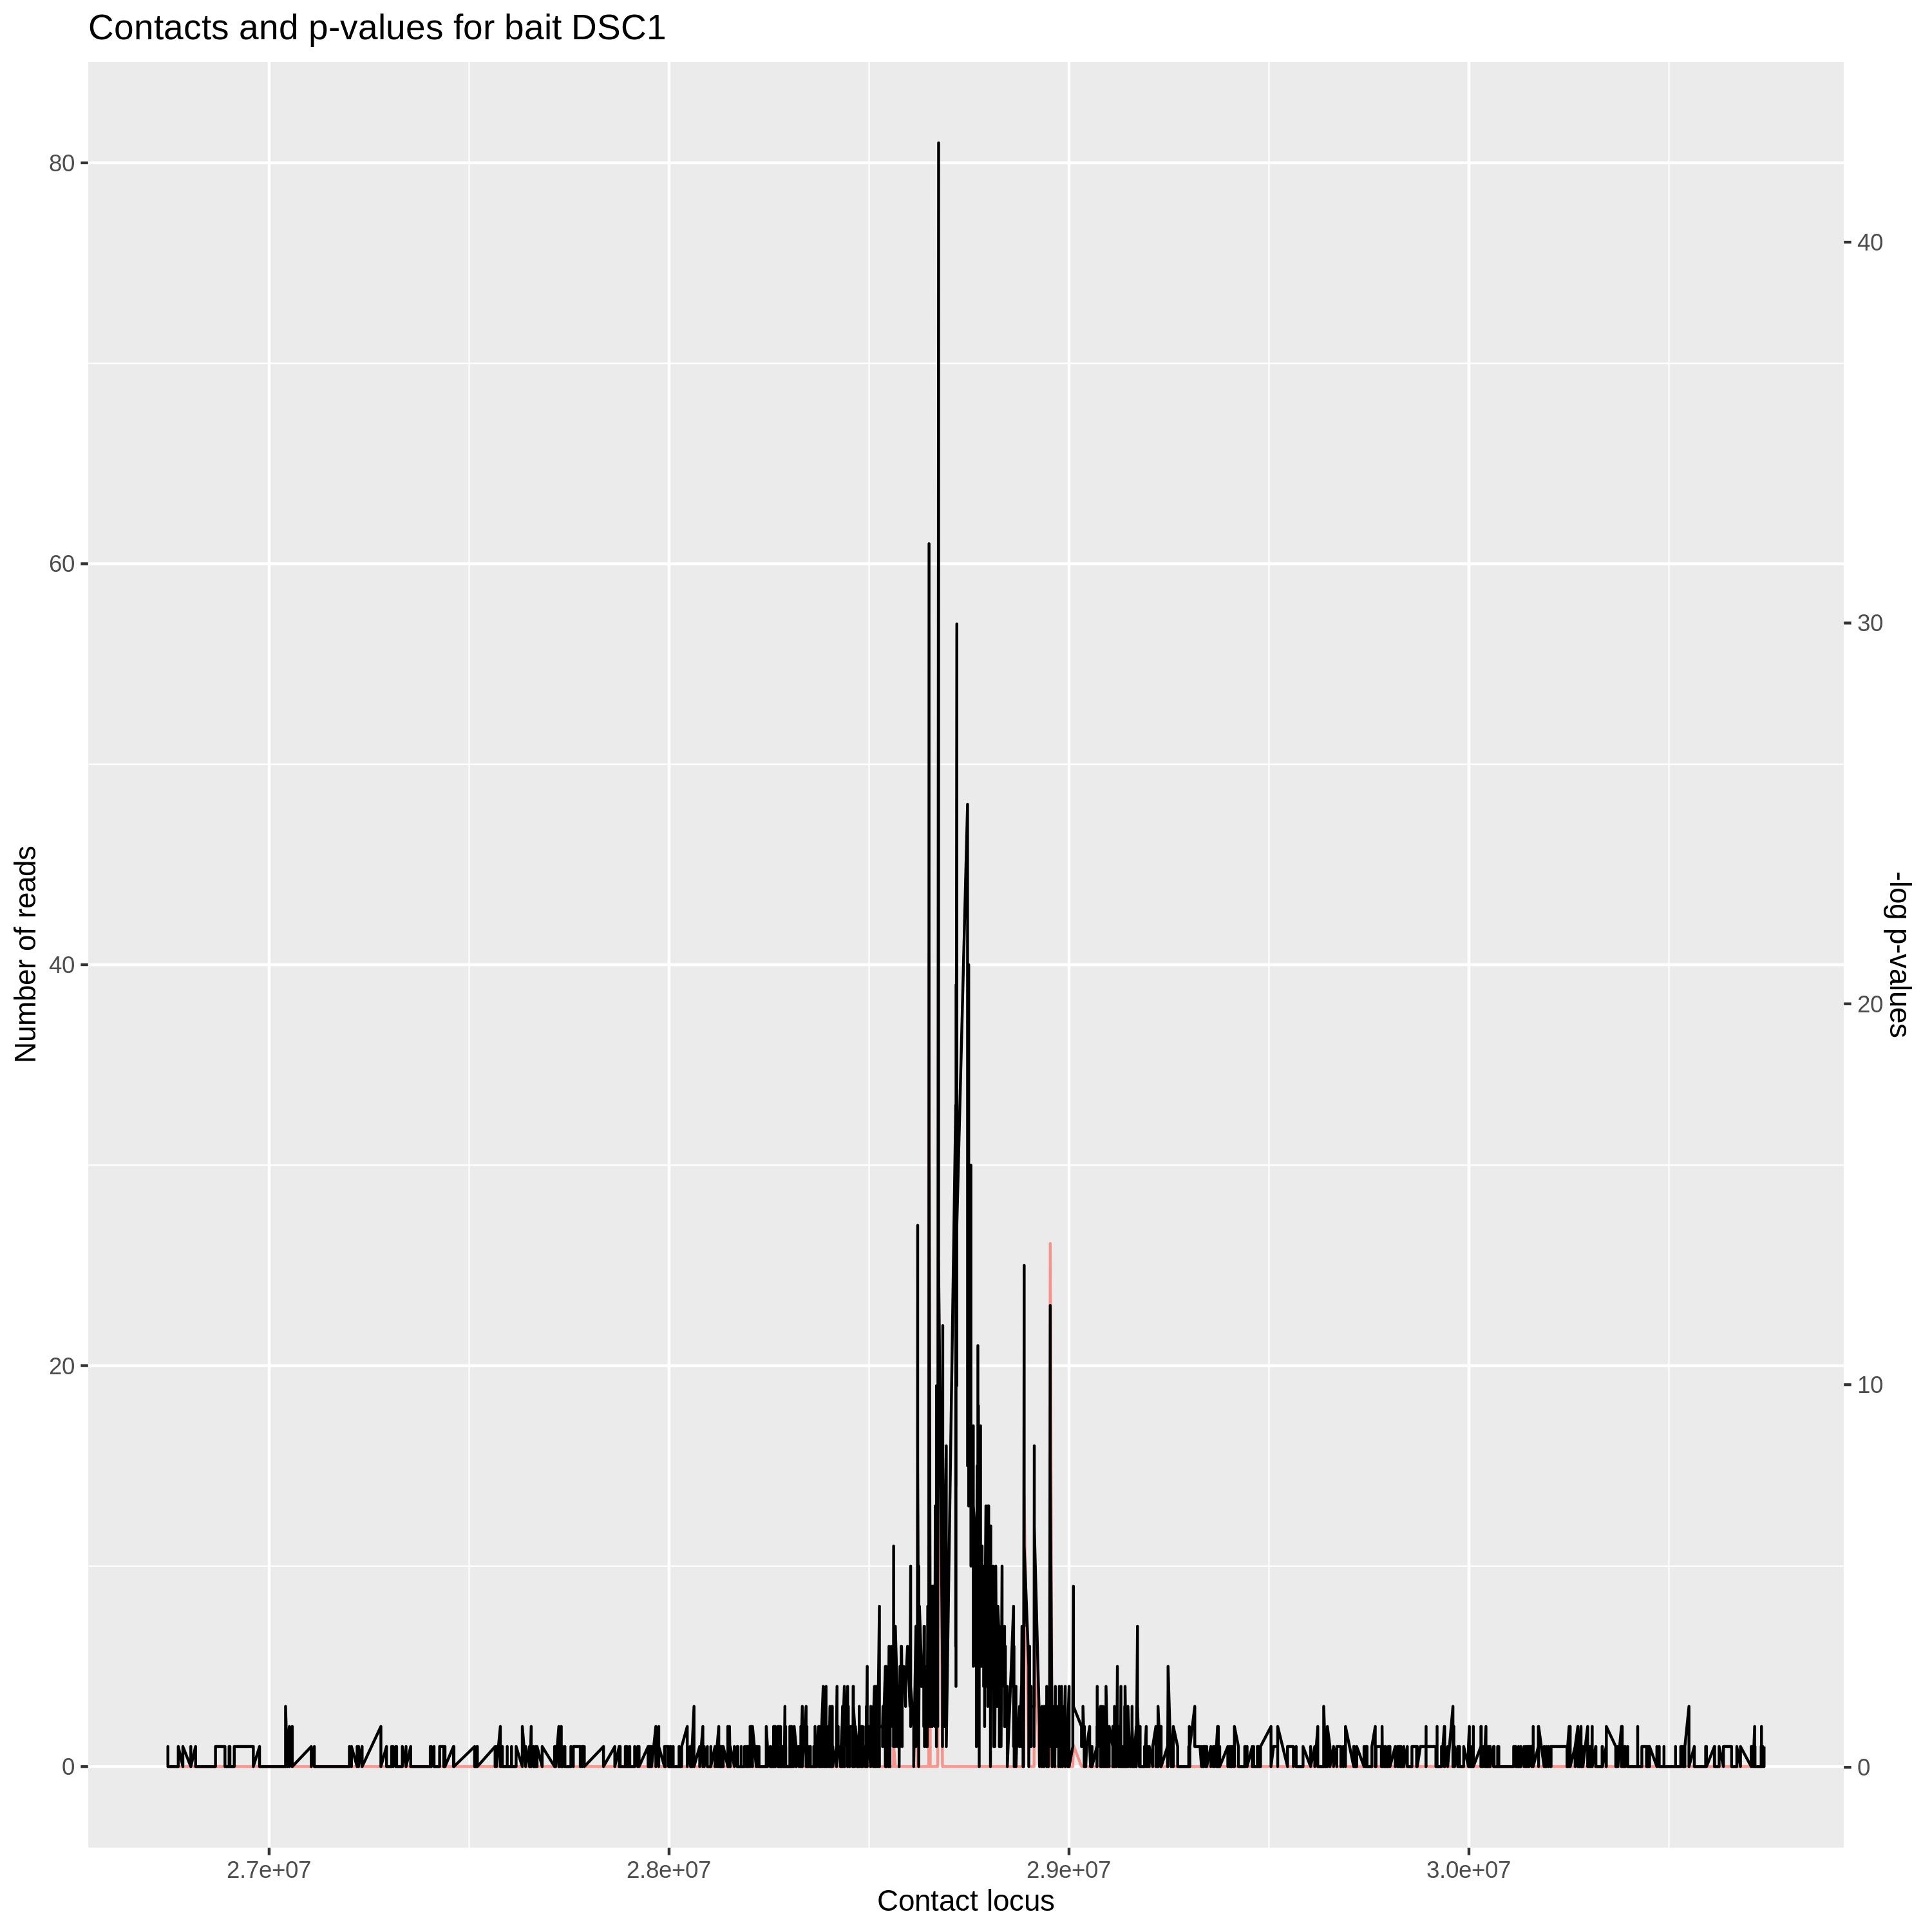 Contacts and p-values for bait DSC1
80
60
40
20
0
Number of reads
40
30
20
10
0
-log p-values
2.7e+07
2.8e+07
2.9e+07
3.0e+07
Contact locus